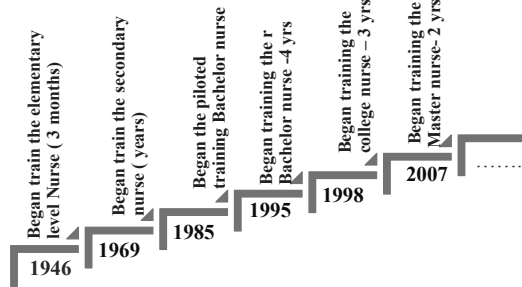 Began train the elementary
level Nurse ( 3 months)
1946
Began train the secondary
nurse ( years)
1969
Began the piloted
training Bachelor nurse
1985
Began training the r
Bachelor nurse -4 yrs
1995
Began training the
college nurse – 3 yrs
1998
Began training the
Master nurse- 2 yrs
2007
......